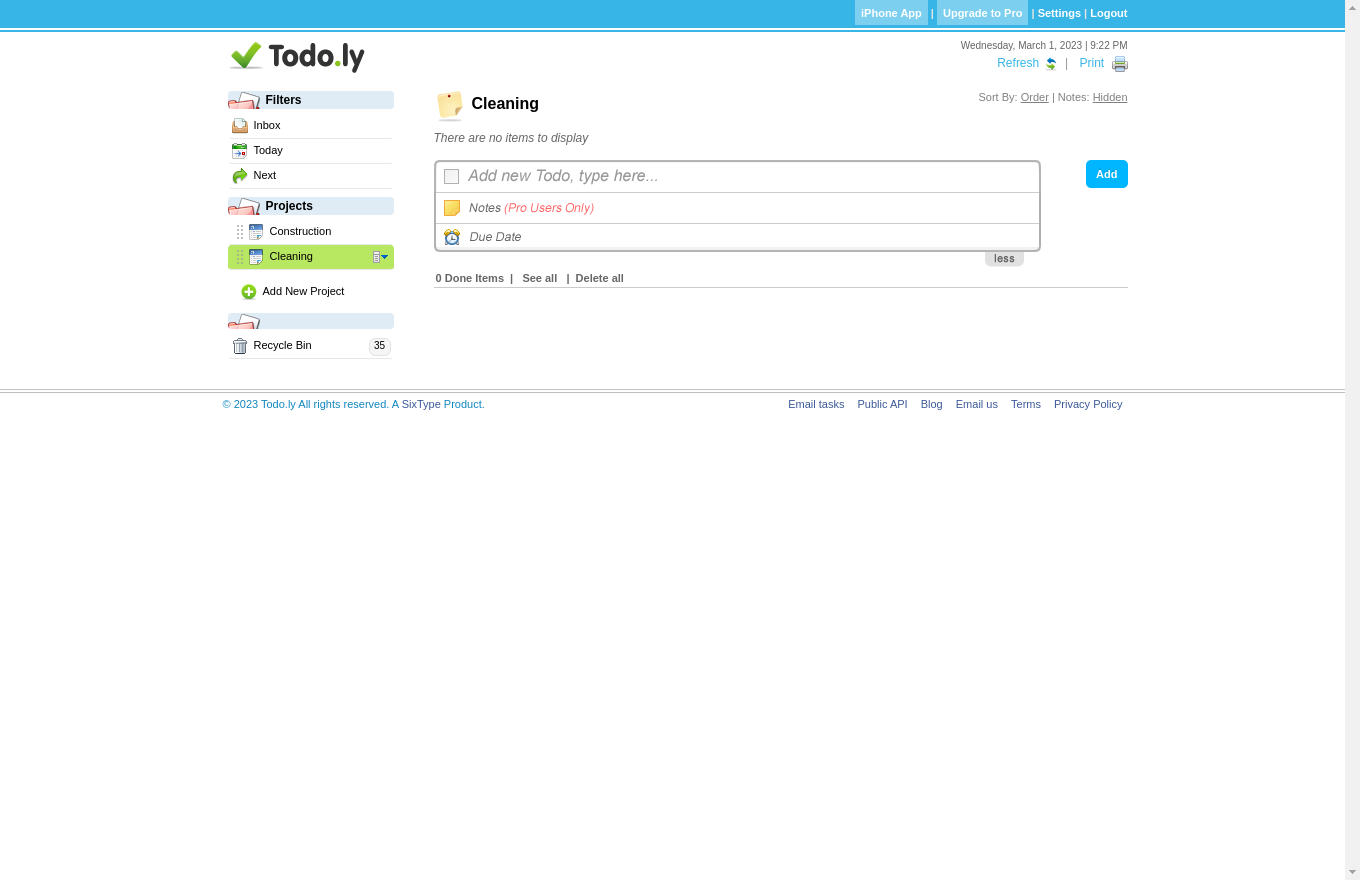 iPhone App | Upgrade to Pro | Settings | Logout
Todo.ly
Wednesday, March 1, 2023 | 9:22 PM
Refresh | Print
Filters
Inbox
Today
Next
Projects
Construction
Cleaning
Add New Project
Recycle Bin 35
Cleaning
Sort By: Order | Notes: Hidden
There are no items to display
Add new Todo, type here...
Add
Notes (Pro Users Only)
Due Date
less
0 Done Items | See all | Delete all
© 2023 Todo.ly All rights reserved. A SixType Product.
Email tasks Public API Blog Email us Terms Privacy Policy